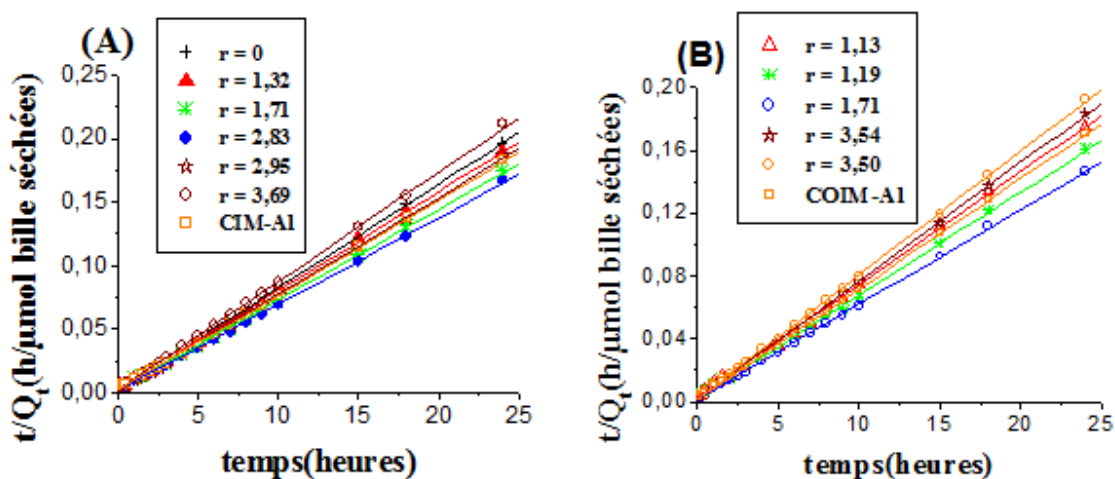 (A)
r = 0
r = 1,32
r = 1,71
r = 2,83
r = 2,95
r = 3,69
CIM-Al
t/Qt(h/µmol bille séchées)
0,25
0,20
0,15
0,10
0,05
0,00
0 5 10 15 20 25
temps(heures)
(B)
r = 1,13
r = 1,19
r = 1,71
r = 3,54
r = 3,50
COIM-Al
t/Qt(h/µmol bille séchées)
0,20
0,16
0,12
0,08
0,04
0,00
0 5 10 15 20 25
temps(heures)